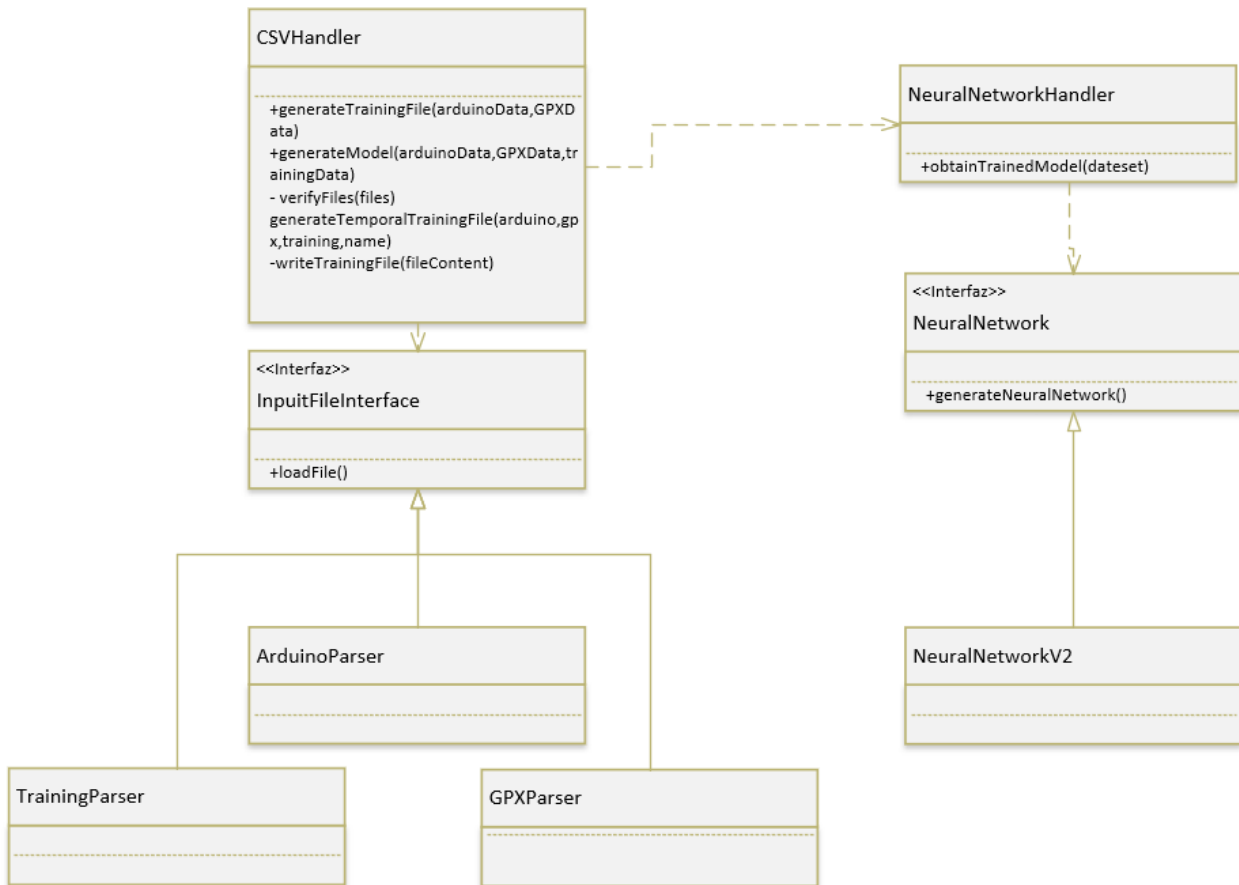 CSVHandler
+generateTrainingFile(arduinoData,GPXD
ata)
+generateModel(arduinoData,GPXData,tr
ainingData)
- verifyFiles(files)
generateTemporalTrainingFile(arduino,gp
x,training,name)
-writeTrainingFile(fileContent)
NeuralNetworkHandler
+obtainTrainedModel(dateset)
<<Interfaz>>
NeuralNetwork
+generateNeuralNetwork()
<<Interfaz>>
InpuitFileInterface
+loadFile()
ArduinoParser
NeuralNetworkV2
TrainingParser
GPXParser